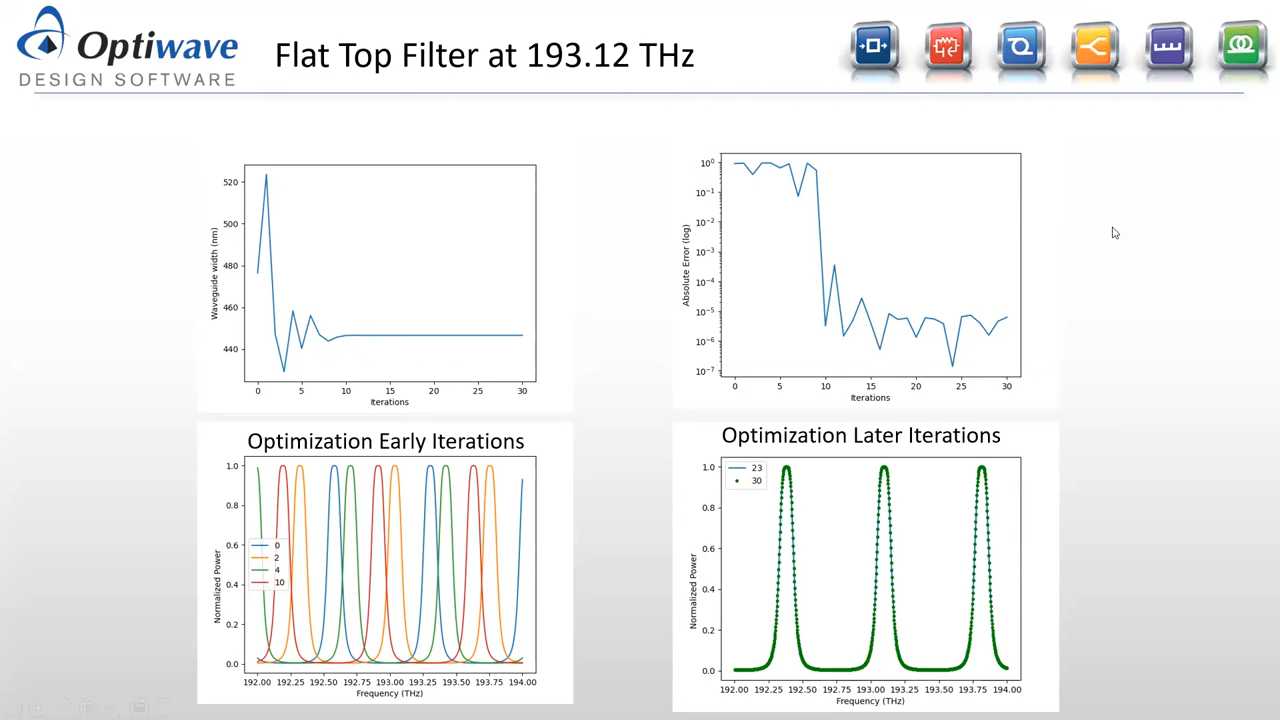 Optiwave
DESIGN SOFTWARE
Flat Top Filter at 193.12 THz
Waveguide width (nm)
520
500
480
460
440
0 5 10 15 20 25 30
Iterations
Absolute Error (log)
10⁰
10⁻¹
10⁻²
10⁻³
10⁻⁴
10⁻⁵
10⁻⁶
10⁻⁷
0 5 10 15 20 25 30
Iterations
Optimization Early Iterations
Normalized Power
1.0
0.8
0.6
0.4
0.2
0.0
0
2
4
10
192.00 192.25 192.50 192.75 193.00 193.25 193.50 193.75 194.00
Frequency (THz)
Optimization Later Iterations
Normalized Power
1.0
0.8
0.6
0.4
0.2
0.0
23
30
192.00 192.25 192.50 192.75 193.00 193.25 193.50 193.75 194.00
Frequency (THz)